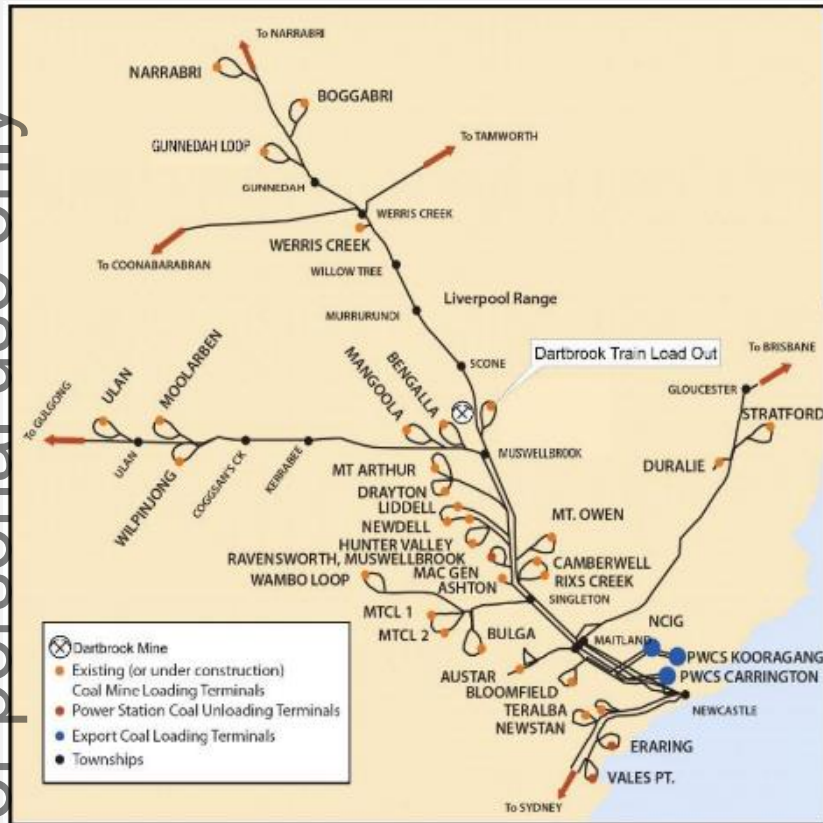 To NARRABRI
NARRABRI
BOGGABRI
To TAMWORTH
GUNNEDAH LOOP
GUNNEDAH
WERRIS CREEK
WERRIS CREEK
To COONABARABRAN
WILLOW TREE
Liverpool Range
MURRURUNDI
Dartbrook Train Load Out
To BRISBANE
SCONE
GLOUCESTER
STRATFORD
To GULGONG
ULAN
MOOLARBEN
MANGOOLA
BENGALLA
MUSWELLBROOK
DURALIE
ULAN
WILPINJONG
COGGSAN'S CK
KERRABEE
MT ARTHUR
DRAYTON
LIDDELL
NEWDELL
MT. OWEN
HUNTER VALLEY
RAVENSWORTH, MUSWELLBROOK
CAMBERWELL
WAMBO LOOP
MAC GEN
RIXS CREEK
ASHTON
SINGLETON
MTCL 1
MTCL 2
BULGA
NCIG
MAITLAND
PWCS KOORAGANG
PWCS CARRINGTON
AUSTAR
BLOOMFIELD
NEWCASTLE
TERALBA
NEWSTAN
ERARING
VALES PT.
To SYDNEY
Dartbrook Mine
Existing (or under construction)
Coal Mine Loading Terminals
Power Station Coal Unloading Terminals
Export Coal Loading Terminals
Townships
personal use only